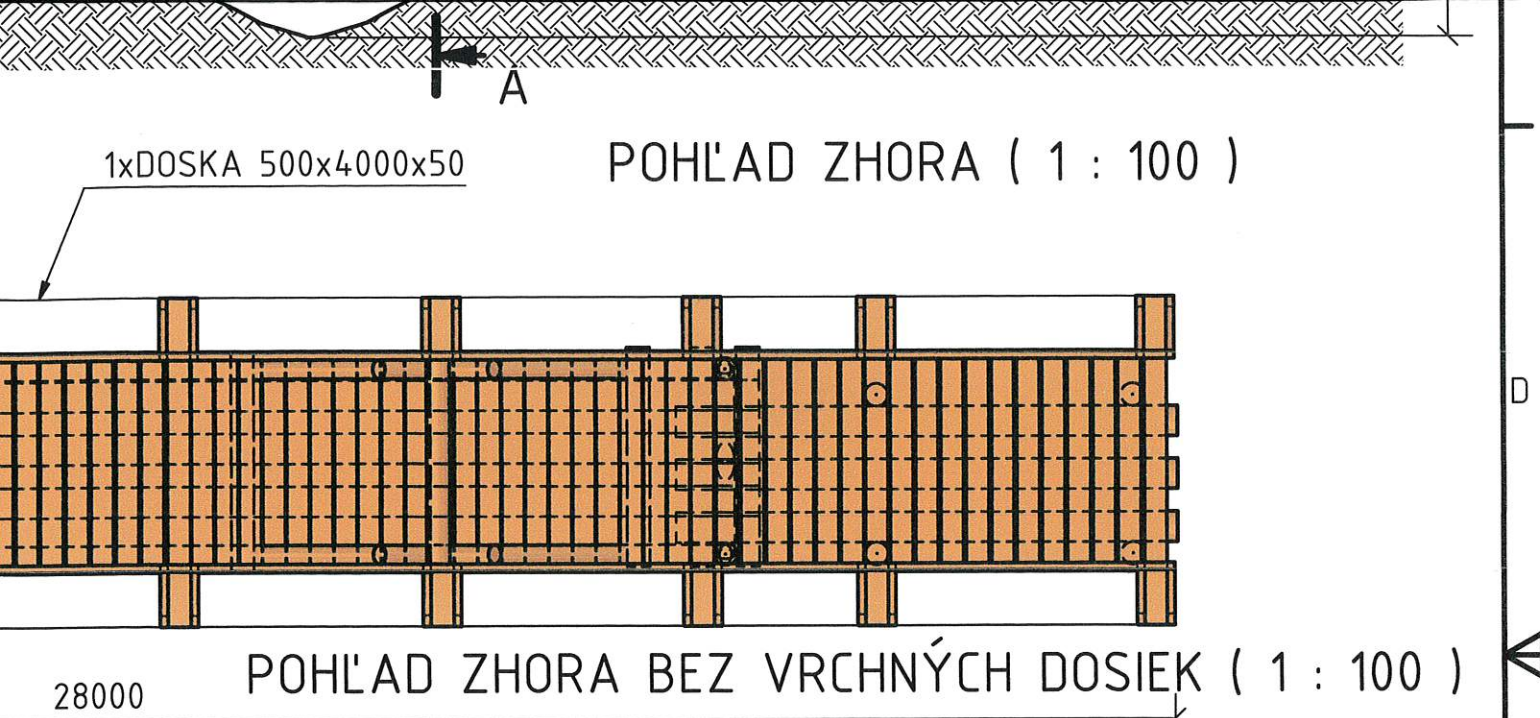 A
1xDOSKA 500x4000x50
POHĽAD ZHORA ( 1 : 100 )
D
POHĽAD ZHORA BEZ VRCHNÝCH DOSIEK ( 1 : 100 )
28000